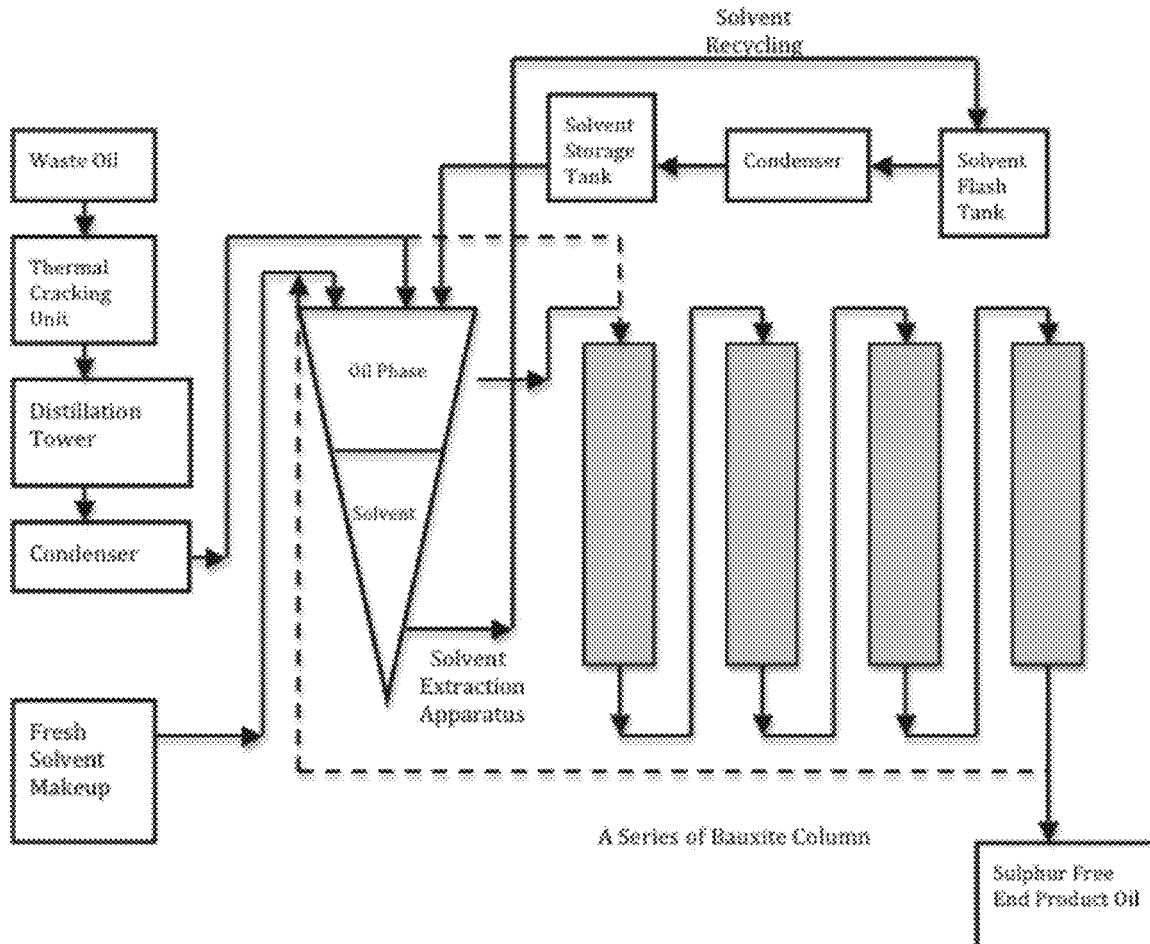 Solvent
Recycling
Waste Oil
Solvent
Storage
Tank
Condenser
Solvent
Flash
Tank
Thermal
Cracking
Unit
Oil Phase
Distillation
Tower
Solvent
Condenser
Solvent
Extraction
Apparatus
Fresh
Solvent
Makeup
A Series of Bauxite Column
Sulphur Free
End Product Oil